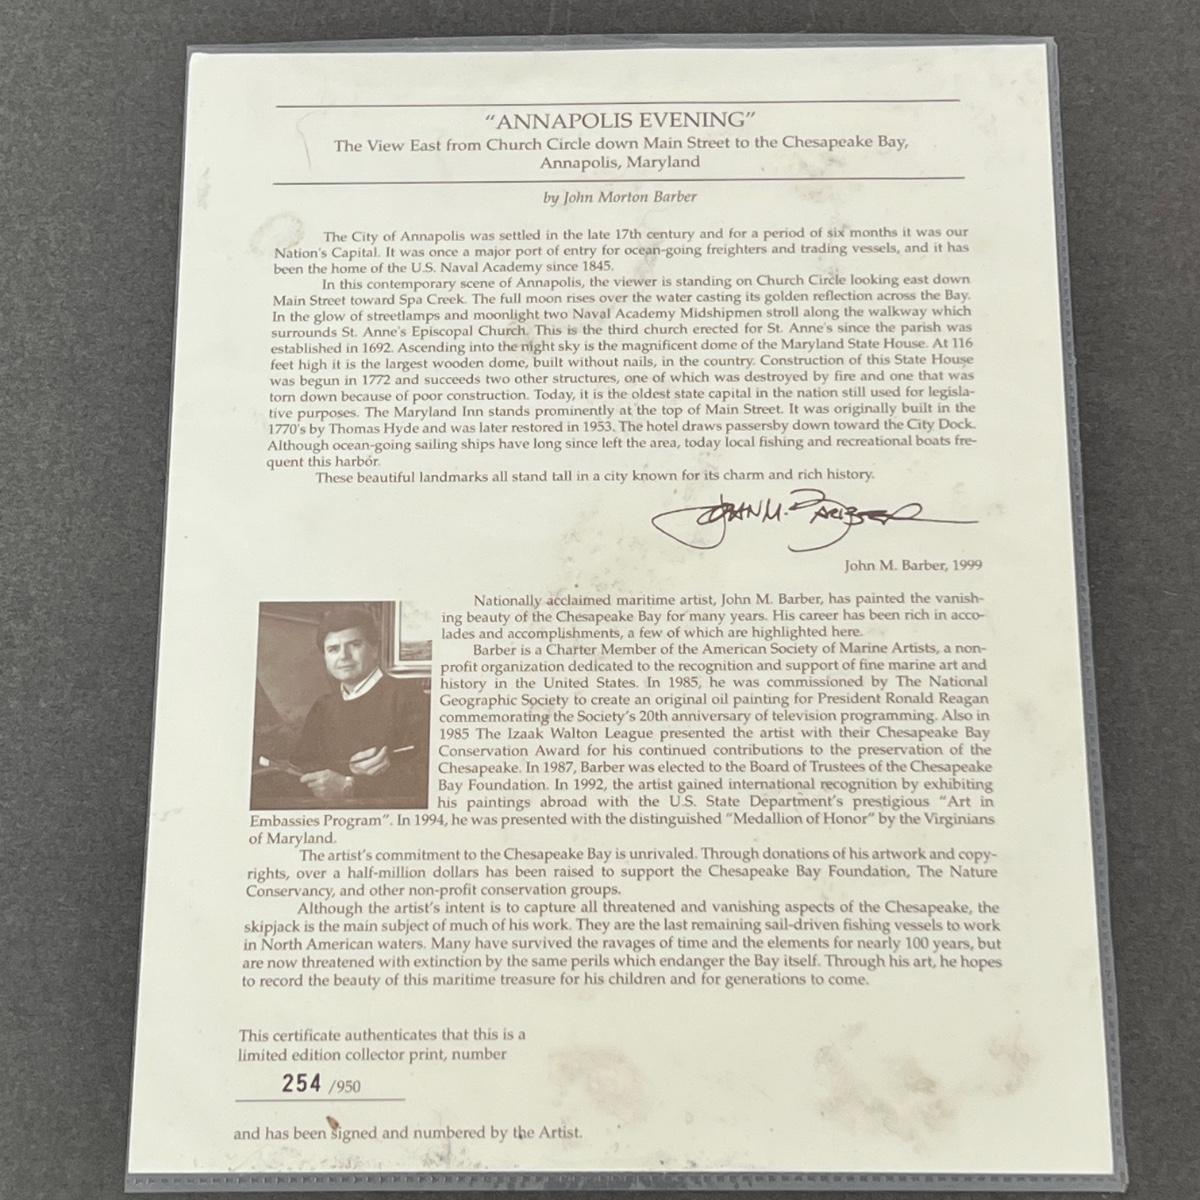 “ANNAPOLIS EVENING”
The View East from Church Circle down Main Street to the Chesapeake Bay,
Annapolis, Maryland
by John Morton Barber
The City of Annapolis was settled in the late 17th century and for a period of six months it was our
Nation's Capital. It was once a major port of entry for ocean-going freighters and trading vessels, and it has
been the home of the U.S. Naval Academy since 1845.
In this contemporary scene of Annapolis, the viewer is standing on Church Circle looking east down
Main Street toward Spa Creek. The full moon rises over the water casting its golden reflection across the Bay.
In the glow of streetlamps and moonlight two Naval Academy Midshipmen stroll along the walkway which
surrounds St. Anne's Episcopal Church. This is the third church erected for St. Anne's since the parish was
established in 1692. Ascending into the night sky is the magnificent dome of the Maryland State House. At 116
feet high it is the largest wooden dome, built without nails, in the country. Construction of this State House
was begun in 1772 and succeeds two other structures, one of which was destroyed by fire and one that was
torn down because of poor construction. Today, it is the oldest state capital in the nation still used for legisla-
tive purposes. The Maryland Inn stands prominently at the top of Main Street. It was originally built in the
1770's by Thomas Hyde and was later restored in 1953. The hotel draws passersby down toward the City Dock.
Although ocean-going sailing ships have long since left the area, today local fishing and recreational boats fre-
quent this harbor.
These beautiful landmarks all stand tall in a city known for its charm and rich history.
John M. Barber
John M. Barber, 1999
Nationally acclaimed maritime artist, John M. Barber, has painted the vanish-
ing beauty of the Chesapeake Bay for many years. His career has been rich in acco-
lades and accomplishments, a few of which are highlighted here.
Barber is a Charter Member of the American Society of Marine Artists, a non-
profit organization dedicated to the recognition and support of fine marine art and
history in the United States. In 1985, he was commissioned by The National
Geographic Society to create an original oil painting for President Ronald Reagan
commemorating the Society's 20th anniversary of television programming. Also in
1985 The Izaak Walton League presented the artist with their Chesapeake Bay
Conservation Award for his continued contributions to the preservation of the
Chesapeake. In 1987, Barber was elected to the Board of Trustees of the Chesapeake
Bay Foundation. In 1992, the artist gained international recognition by exhibiting
his paintings abroad with the U.S. State Department's prestigious “Art in
Embassies Program”. In 1994, he was presented with the distinguished “Medallion of Honor” by the Virginians
of Maryland.
The artist's commitment to the Chesapeake Bay is unrivaled. Through donations of his artwork and copy-
rights, over a half-million dollars has been raised to support the Chesapeake Bay Foundation, The Nature
Conservancy, and other non-profit conservation groups.
Although the artist's intent is to capture all threatened and vanishing aspects of the Chesapeake, the
skipjack is the main subject of much of his work. They are the last remaining sail-driven fishing vessels to work
in North American waters. Many have survived the ravages of time and the elements for nearly 100 years, but
are now threatened with extinction by the same perils which endanger the Bay itself. Through his art, he hopes
to record the beauty of this maritime treasure for his children and for generations to come.
This certificate authenticates that this is a
limited edition collector print, number
254 /950
and has been signed and numbered by the Artist.